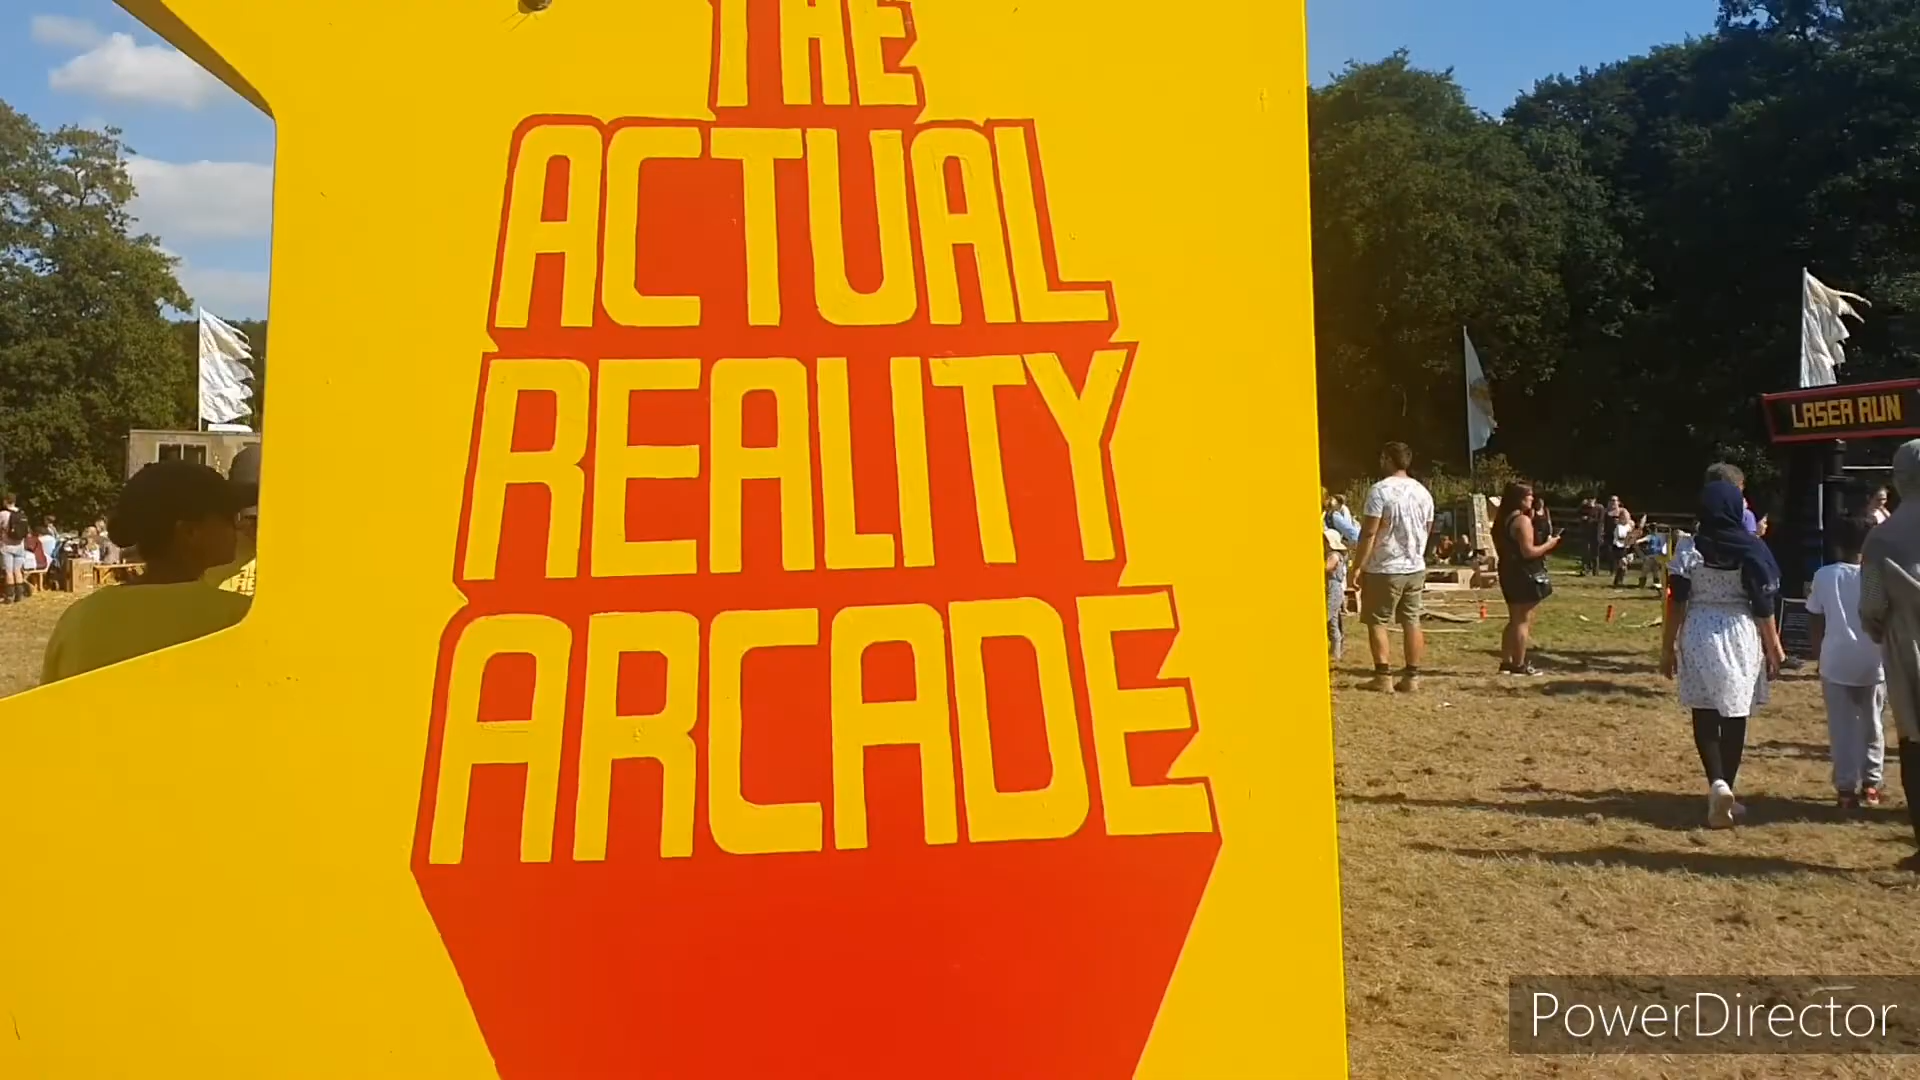 THE
ACTUAL
REALITY
ARCADE
LASER RUN
PowerDirector